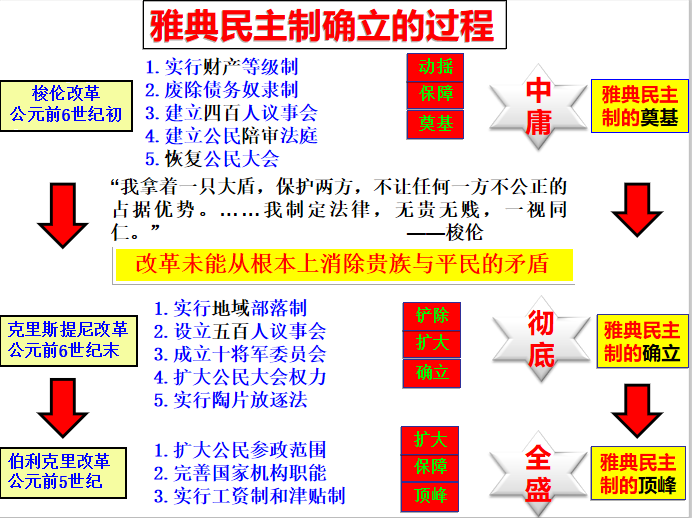 雅典民主制确立的过程
梭伦改革
公元前6世纪初
1. 实行财产等级制
2. 废除债务奴隶制
3. 建立四百人议事会
4. 建立公民陪审法庭
5. 恢复公民大会
动摇
保障
奠基
中
庸
雅典民主
制的奠基
“我拿着一只大盾，保护两方，不让任何一方不公正的
占据优势。……我制定法律，无贵无贱，一视同
仁。” ——梭伦
改革未能从根本上消除贵族与平民的矛盾
克里斯提尼改革
公元前6世纪末
1. 实行地域部落制
2. 设立五百人议事会
3. 成立十将军委员会
4. 扩大公民大会权力
5. 实行陶片放逐法
铲除
扩大
确立
彻
底
雅典民主
制的确立
伯利克里改革
公元前5世纪
1. 扩大公民参政范围
2. 完善国家机构职能
3. 实行工资制和津贴制
扩大
保障
顶峰
全
盛
雅典民主
制的顶峰